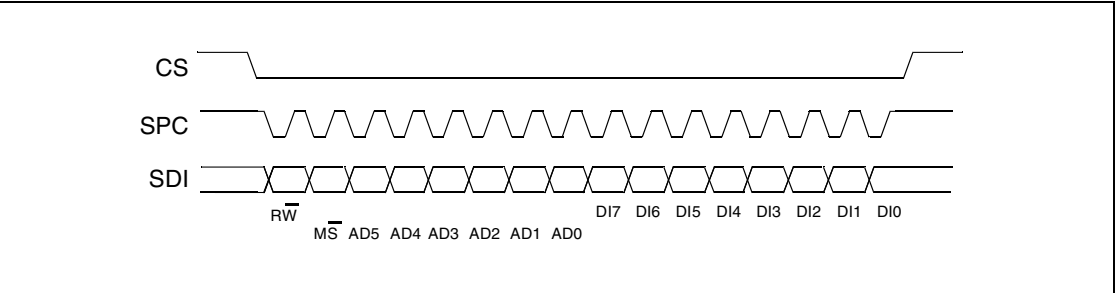 CS
SPC
SDI
RW̅ DI7 DI6 DI5 DI4 DI3 DI2 DI1 DI0
MS̅ AD5 AD4 AD3 AD2 AD1 AD0